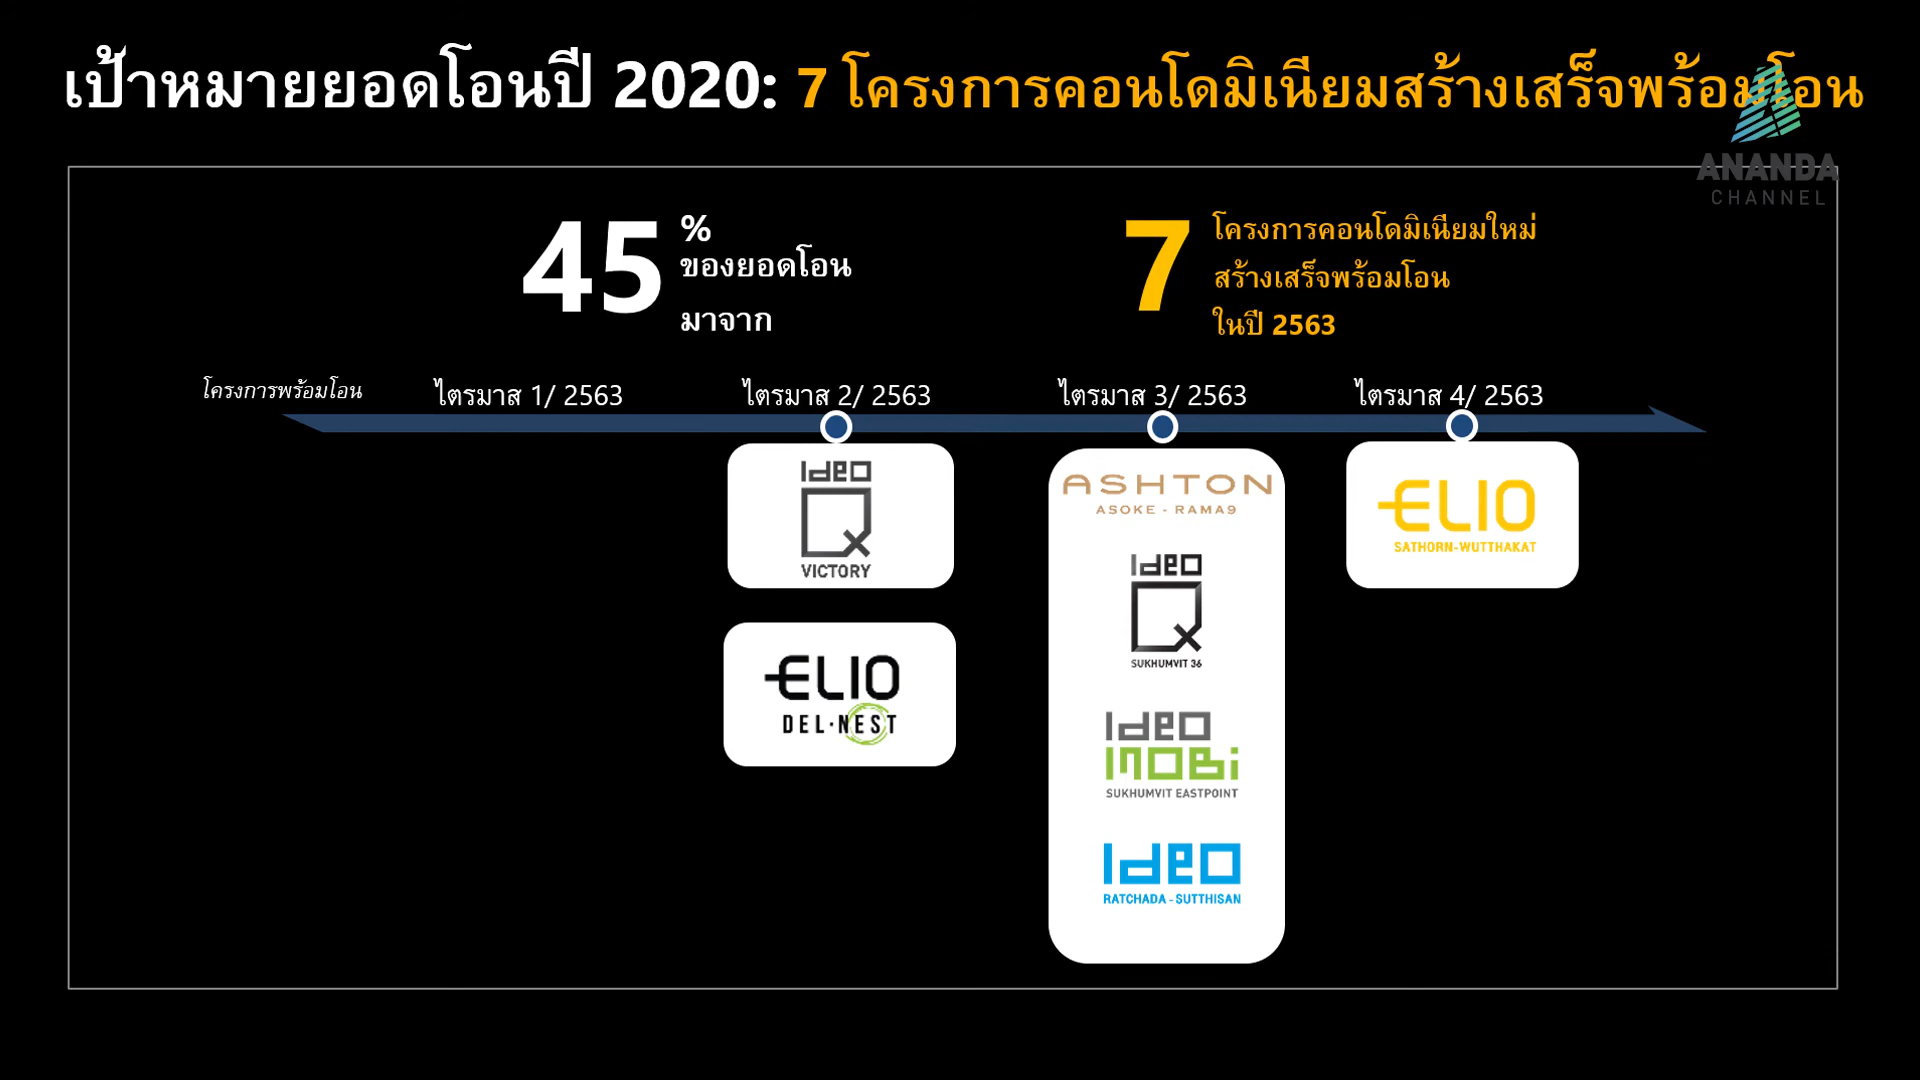 เป้าหมายยอดโอนปี 2020: 7 โครงการคอนโดมิเนียมสร้างเสร็จพร้อมโอน
ANANDA
CHANNEL
45 %
ของยอดโอน
มาจาก
7 โครงการคอนโดมิเนียมใหม่
สร้างเสร็จพร้อมโอน
ในปี 2563
โครงการพร้อมโอน
ไตรมาส 1/ 2563
ไตรมาส 2/ 2563
ไตรมาส 3/ 2563
ไตรมาส 4/ 2563
IDEO
Q
VICTORY
ELIO
DEL·NEST
ASHTON
ASOKE - RAMA9
IDEO
Q
SUKHUMVIT 36
IDEO
MOBI
SUKHUMVIT EASTPOINT
IDEO
RATCHADA - SUTTHISAN
ELIO
SATHORN-WUTTHAKAT